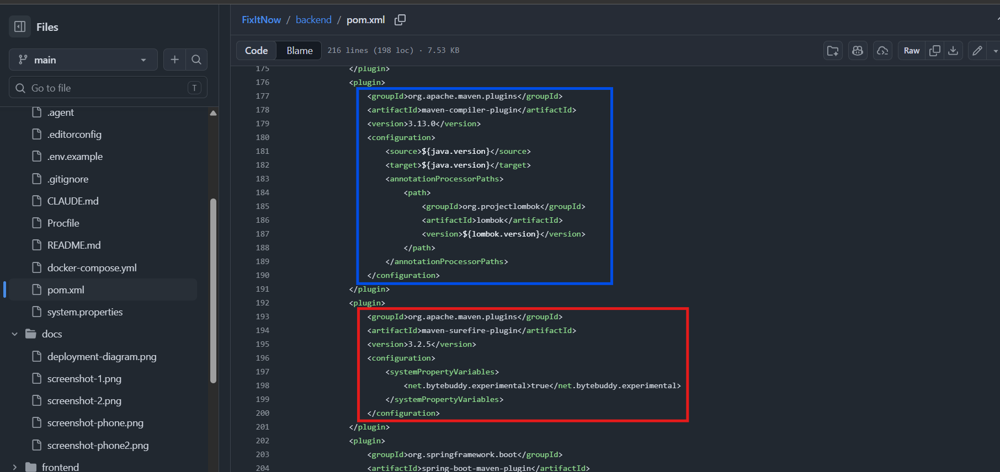 Files
main
Go to file
T
.agent
.editorconfig
.env.example
.gitignore
CLAUDE.md
Procfile
README.md
docker-compose.yml
pom.xml
system.properties
docs
deployment-diagram.png
screenshot-1.png
screenshot-2.png
screenshot-phone.png
screenshot-phone2.png
frontend
FixItNow / backend / pom.xml
Code Blame 216 lines (198 loc) · 7.53 KB Raw
175 </plugin>
176 <plugin>
177 <groupId>org.apache.maven.plugins</groupId>
178 <artifactId>maven-compiler-plugin</artifactId>
179 <version>3.13.0</version>
180 <configuration>
181 <source>${java.version}</source>
182 <target>${java.version}</target>
183 <annotationProcessorPaths>
184 <path>
185 <groupId>org.projectlombok</groupId>
186 <artifactId>lombok</artifactId>
187 <version>${lombok.version}</version>
188 </path>
189 </annotationProcessorPaths>
190 </configuration>
191 </plugin>
192 <plugin>
193 <groupId>org.apache.maven.plugins</groupId>
194 <artifactId>maven-surefire-plugin</artifactId>
195 <version>3.2.5</version>
196 <configuration>
197 <systemPropertyVariables>
198 <net.bytebuddy.experimental>true</net.bytebuddy.experimental>
199 </systemPropertyVariables>
200 </configuration>
201 </plugin>
202 <plugin>
203 <groupId>org.springframework.boot</groupId>
204 <artifactId>spring-boot-maven-plugin</artifactId>